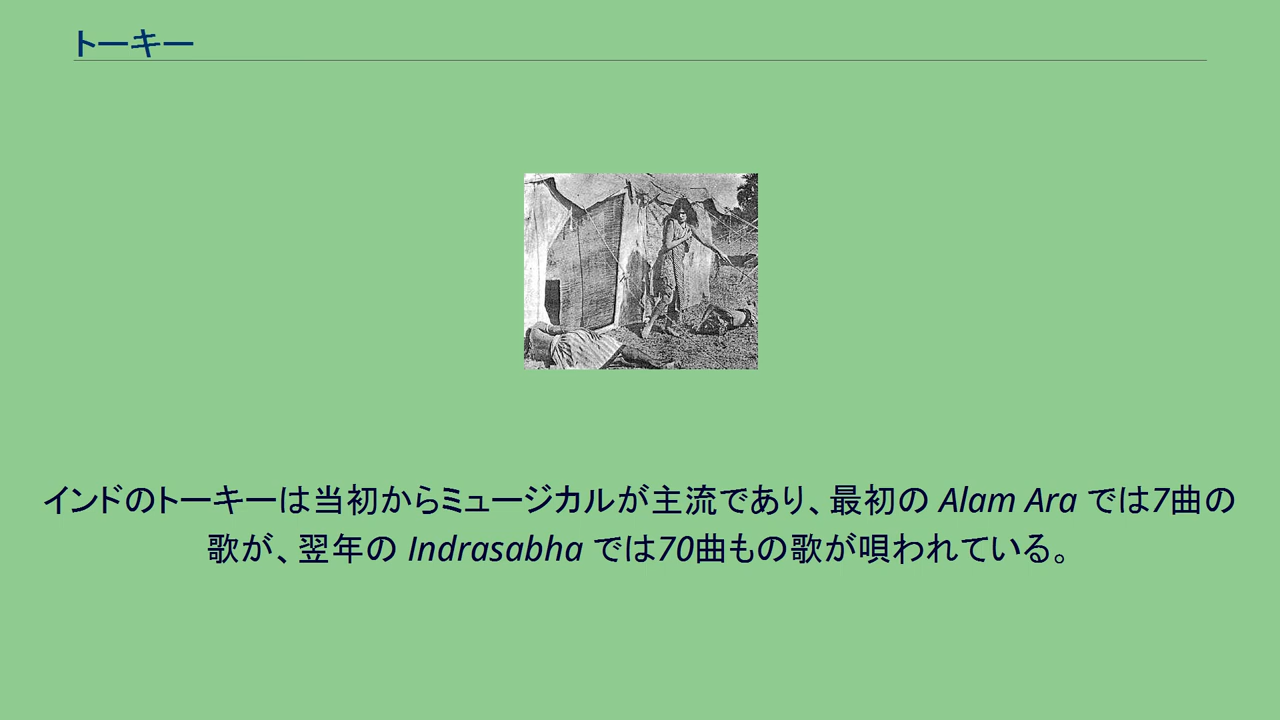 トーキー
インドのトーキーは当初からミュージカルが主流であり、最初の Alam Ara では7曲の
歌が、翌年の Indrasabha では70曲もの歌が唄われている。